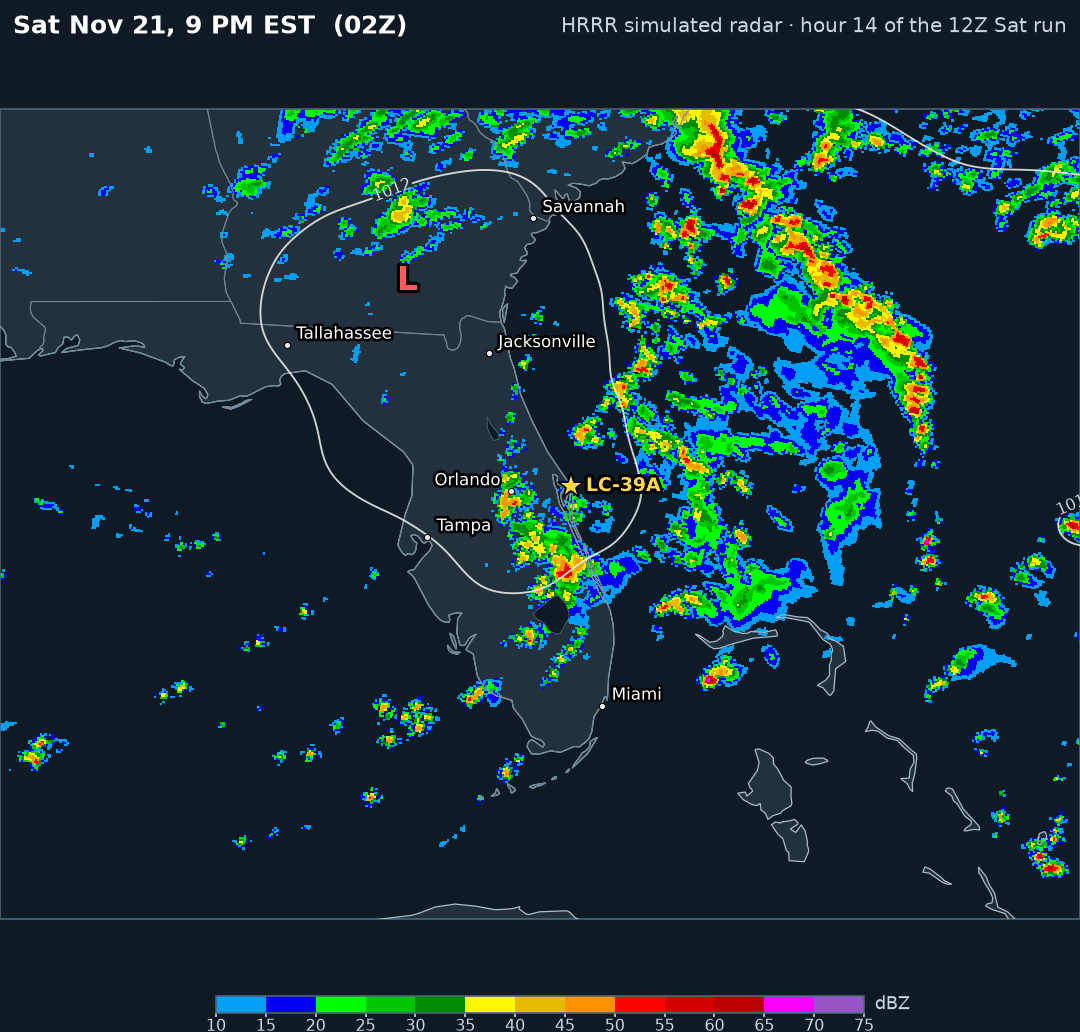 Sat Nov 21, 9 PM EST (02Z)
HRRR simulated radar · hour 14 of the 12Z Sat run
1012
Savannah
L
Tallahassee
Jacksonville
Orlando
LC-39A
Tampa
Miami
dBZ
10 15 20 25 30 35 40 45 50 55 60 65 70 75